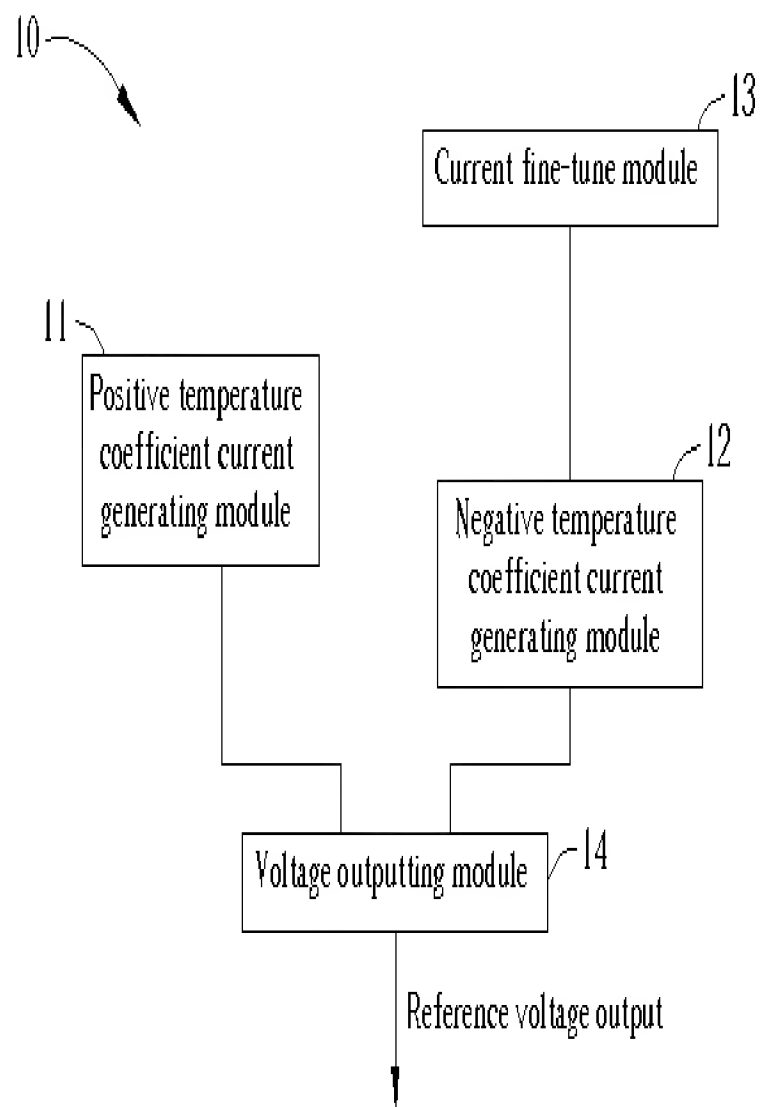 10
13
Current fine-tune module
11
Positive temperature
coefficient current
generating module
12
Negative temperature
coefficient current
generating module
Voltage outputting module
14
Reference voltage output